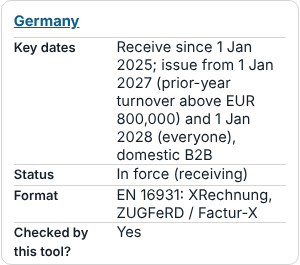 Germany
Key dates
Receive since 1 Jan
2025; issue from 1 Jan
2027 (prior-year
turnover above EUR
800,000) and 1 Jan
2028 (everyone),
domestic B2B
Status
In force (receiving)
Format
EN 16931: XRechnung,
ZUGFeRD / Factur-X
Checked by
this tool?
Yes